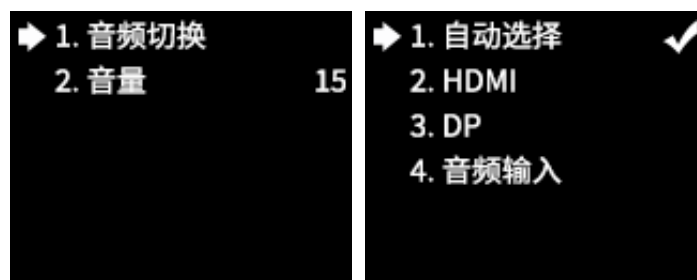 1. 音频切换
2. 音量 15
1. 自动选择
2. HDMI
3. DP
4. 音频输入